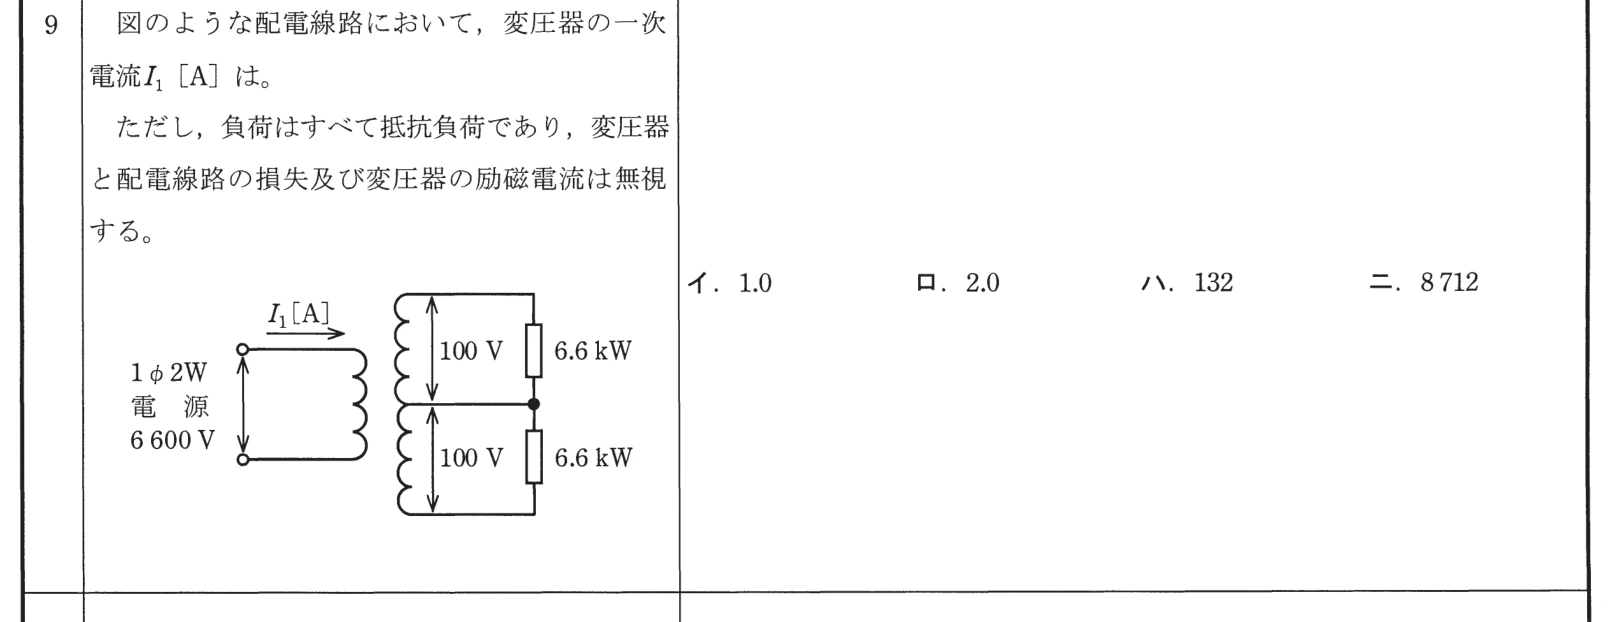 9
図のような配電線路において，変圧器の一次
電流I₁［A］は。
ただし，負荷はすべて抵抗負荷であり，変圧器
と配電線路の損失及び変圧器の励磁電流は無視
する。
イ．1.0　ロ．2.0　ハ．132　ニ．8 712
I₁[A]
100 V　6.6 kW
1φ2W
電　源
6 600 V
100 V　6.6 kW